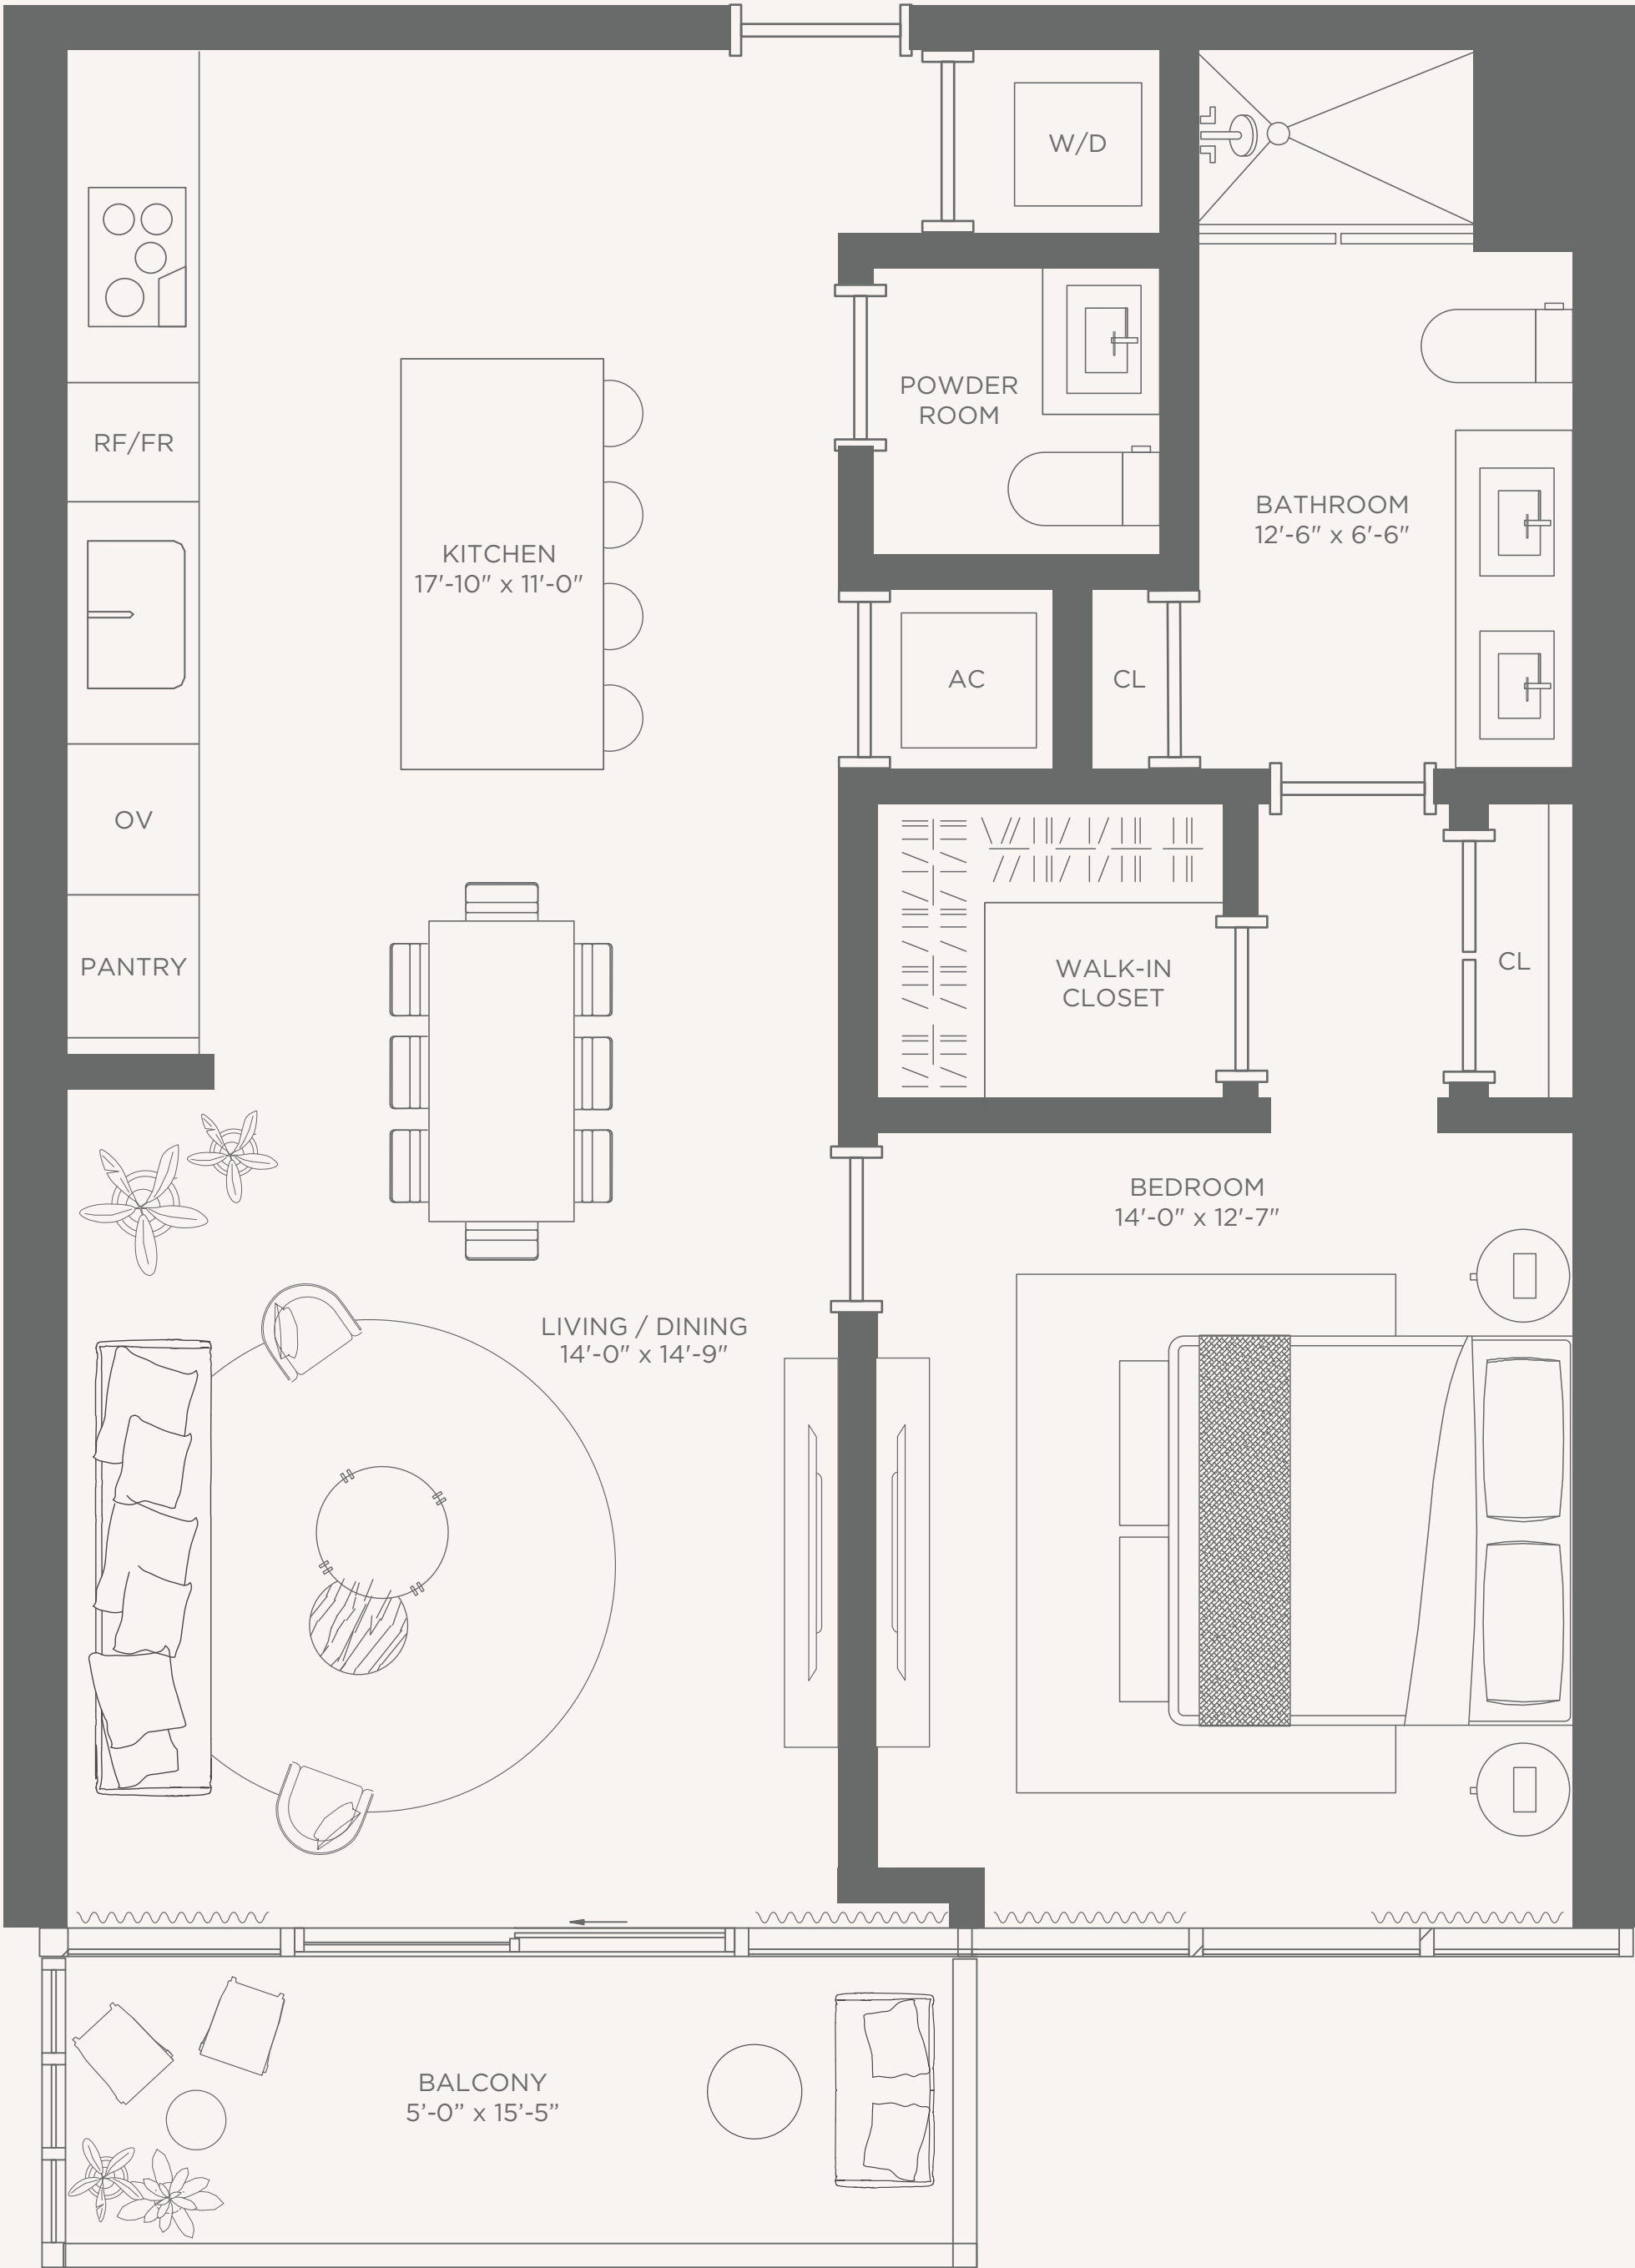 W/D
POWDER
ROOM
RF/FR
BATHROOM
12'-6" x 6'-6"
KITCHEN
17'-10" x 11'-0"
AC
CL
OV
PANTRY
WALK-IN
CLOSET
CL
BEDROOM
14'-0" x 12'-7"
LIVING / DINING
14'-0" x 14'-9"
BALCONY
5’-0” x 15’-5”